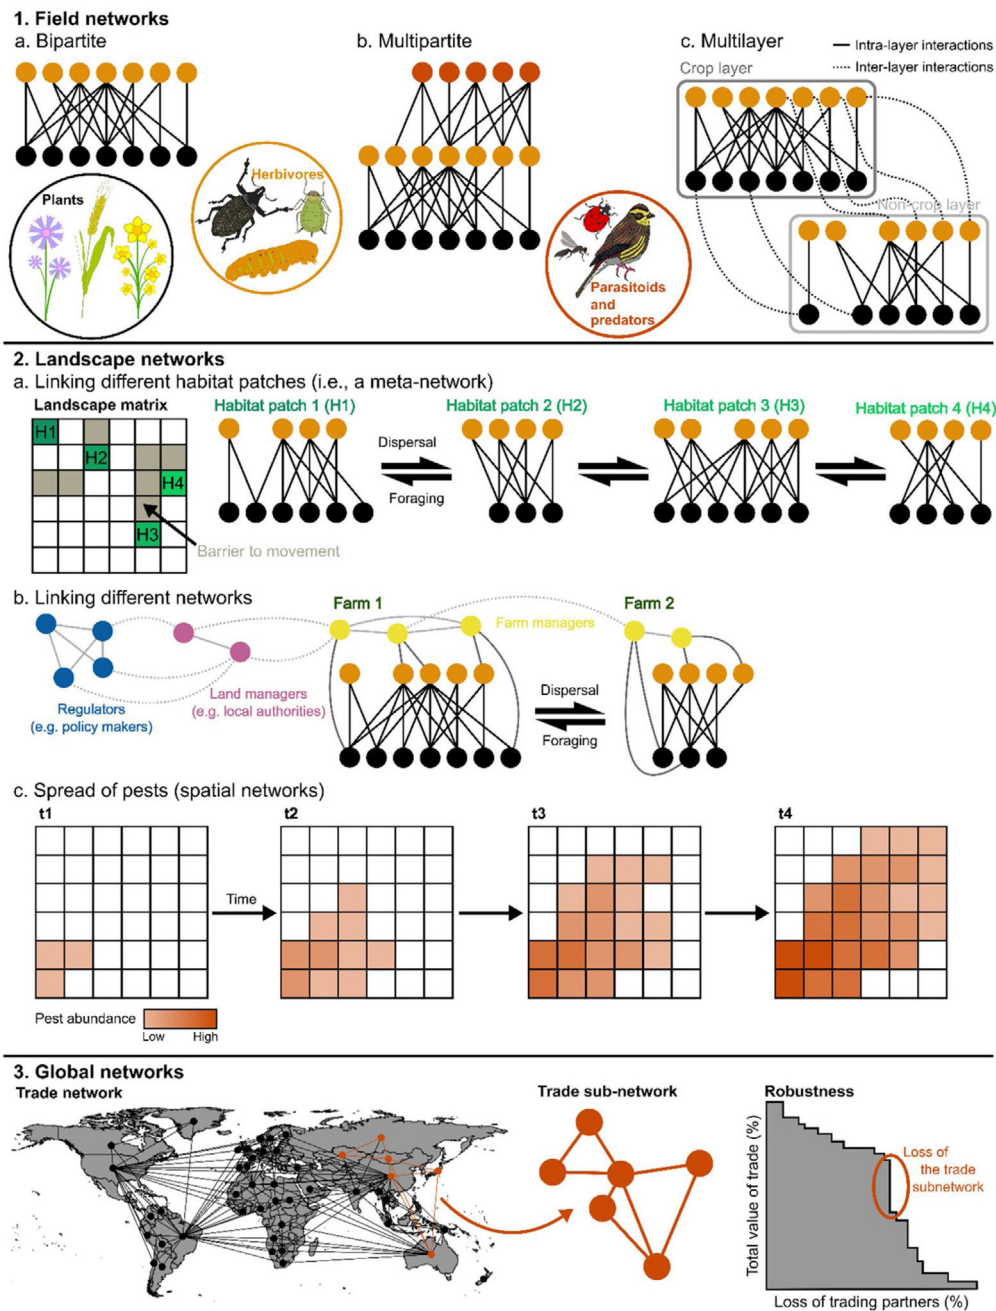 1. Field networks
a. Bipartite
b. Multipartite
c. Multilayer
Intra-layer interactions
Inter-layer interactions
Crop layer
Non-crop layer
Plants
Herbivores
Parasitoids
and
predators
2. Landscape networks
a. Linking different habitat patches (i.e., a meta-network)
Landscape matrix
H1
H2
H4
H3
Barrier to movement
Habitat patch 1 (H1)
Dispersal
Foraging
Habitat patch 2 (H2)
Habitat patch 3 (H3)
Habitat patch 4 (H4)
b. Linking different networks
Regulators
(e.g. policy makers)
Land managers
(e.g. local authorities)
Farm 1
Farm managers
Farm 2
Dispersal
Foraging
c. Spread of pests (spatial networks)
t1
t2
t3
t4
Time
Pest abundance
Low
High
3. Global networks
Trade network
Trade sub-network
Robustness
Total value of trade (%)
Loss of
the trade
subnetwork
Loss of trading partners (%)